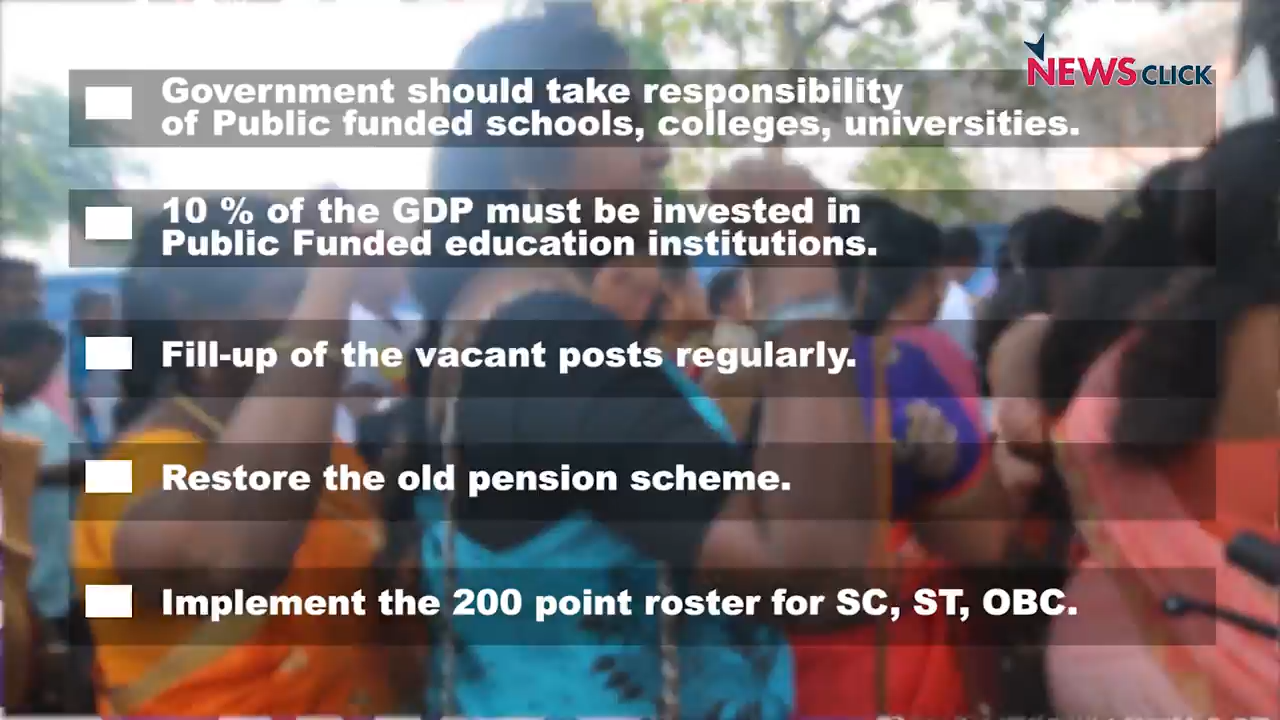 NEWSCLICK
Government should take responsibility
of Public funded schools, colleges, universities.
10 % of the GDP must be invested in
Public Funded education institutions.
Fill-up of the vacant posts regularly.
Restore the old pension scheme.
Implement the 200 point roster for SC, ST, OBC.